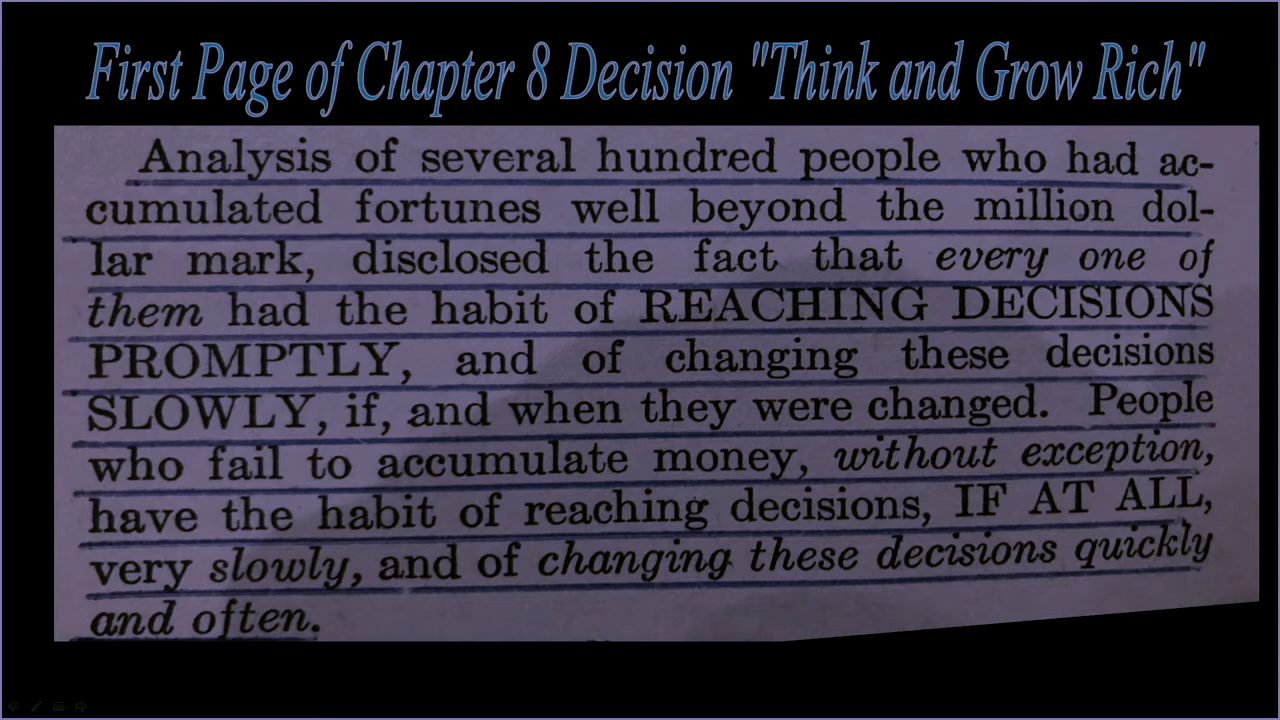 First Page of Chapter 8 Decision "Think and Grow Rich"
Analysis of several hundred people who had ac-
cumulated fortunes well beyond the million dol-
lar mark, disclosed the fact that every one of
them had the habit of REACHING DECISIONS
PROMPTLY, and of changing these decisions
SLOWLY, if, and when they were changed. People
who fail to accumulate money, without exception,
have the habit of reaching decisions, IF AT ALL,
very slowly, and of changing these decisions quickly
and often.